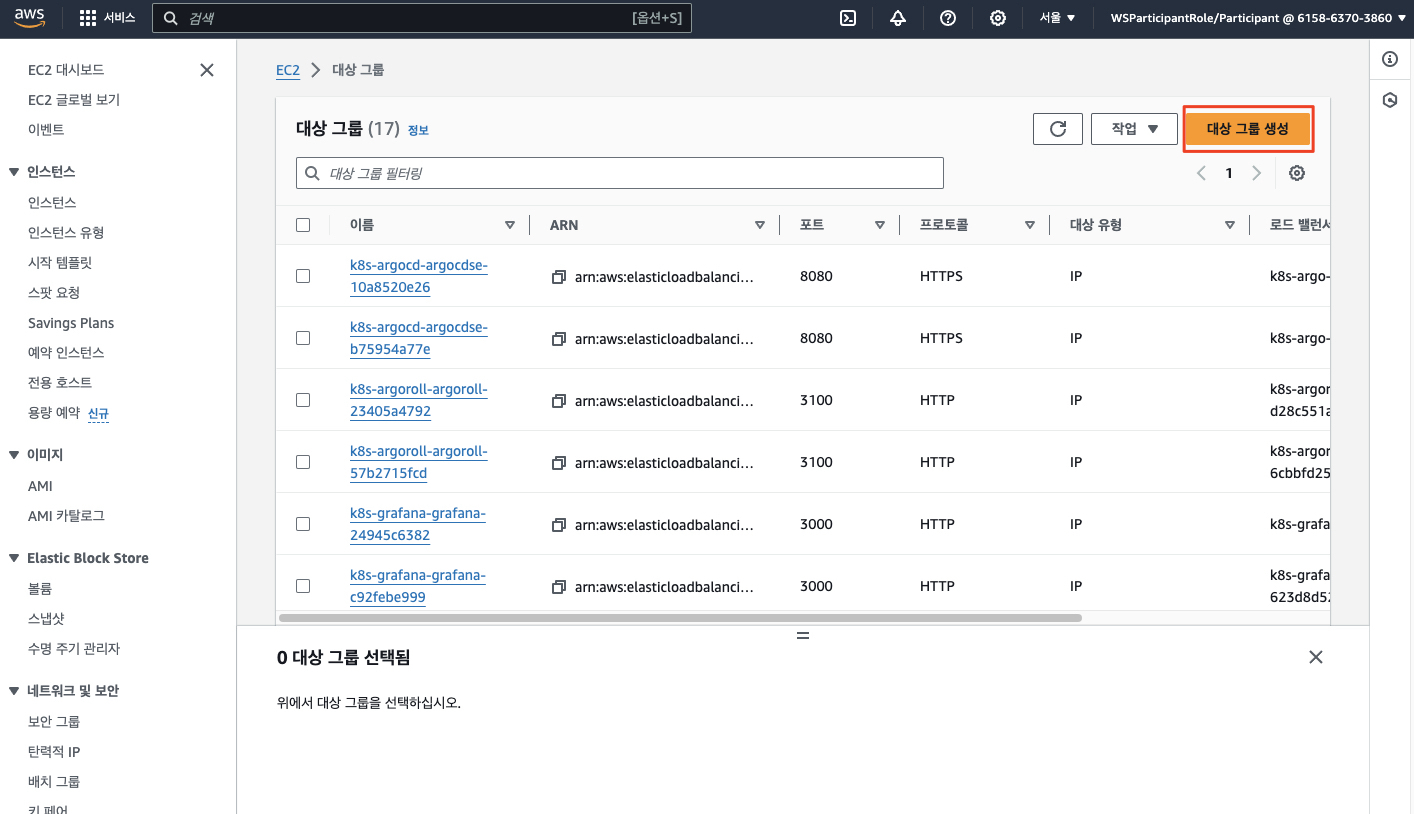 aws
서비스
검색
[옵션+S]
서울
WSParticipantRole/Participant @ 6158-6370-3860
EC2 대시보드
EC2 글로벌 보기
이벤트
인스턴스
인스턴스
인스턴스 유형
시작 템플릿
스팟 요청
Savings Plans
예약 인스턴스
전용 호스트
용량 예약 신규
이미지
AMI
AMI 카탈로그
Elastic Block Store
볼륨
스냅샷
수명 주기 관리자
네트워크 및 보안
보안 그룹
탄력적 IP
배치 그룹
키 페어
EC2 > 대상 그룹
대상 그룹 (17) 정보
작업
대상 그룹 생성
대상 그룹 필터링
1
이름 ARN 포트 프로토콜 대상 유형 로드 밸런서
k8s-argocd-argocdse-
10a8520e26
arn:aws:elasticloadbalanci... 8080 HTTPS IP k8s-argo-
k8s-argocd-argocdse-
b75954a77e
arn:aws:elasticloadbalanci... 8080 HTTPS IP k8s-argo-
k8s-argoroll-argoroll-
23405a4792
arn:aws:elasticloadbalanci... 3100 HTTP IP
k8s-argor
d28c551a
k8s-argoroll-argoroll-
57b2715fcd
arn:aws:elasticloadbalanci... 3100 HTTP IP
k8s-argor
6cbbfd25
k8s-grafana-grafana-
24945c6382
arn:aws:elasticloadbalanci... 3000 HTTP IP k8s-grafa
k8s-grafana-grafana-
c92febe999
arn:aws:elasticloadbalanci... 3000 HTTP IP
k8s-grafa
623d8d52
0 대상 그룹 선택됨
위에서 대상 그룹을 선택하십시오.